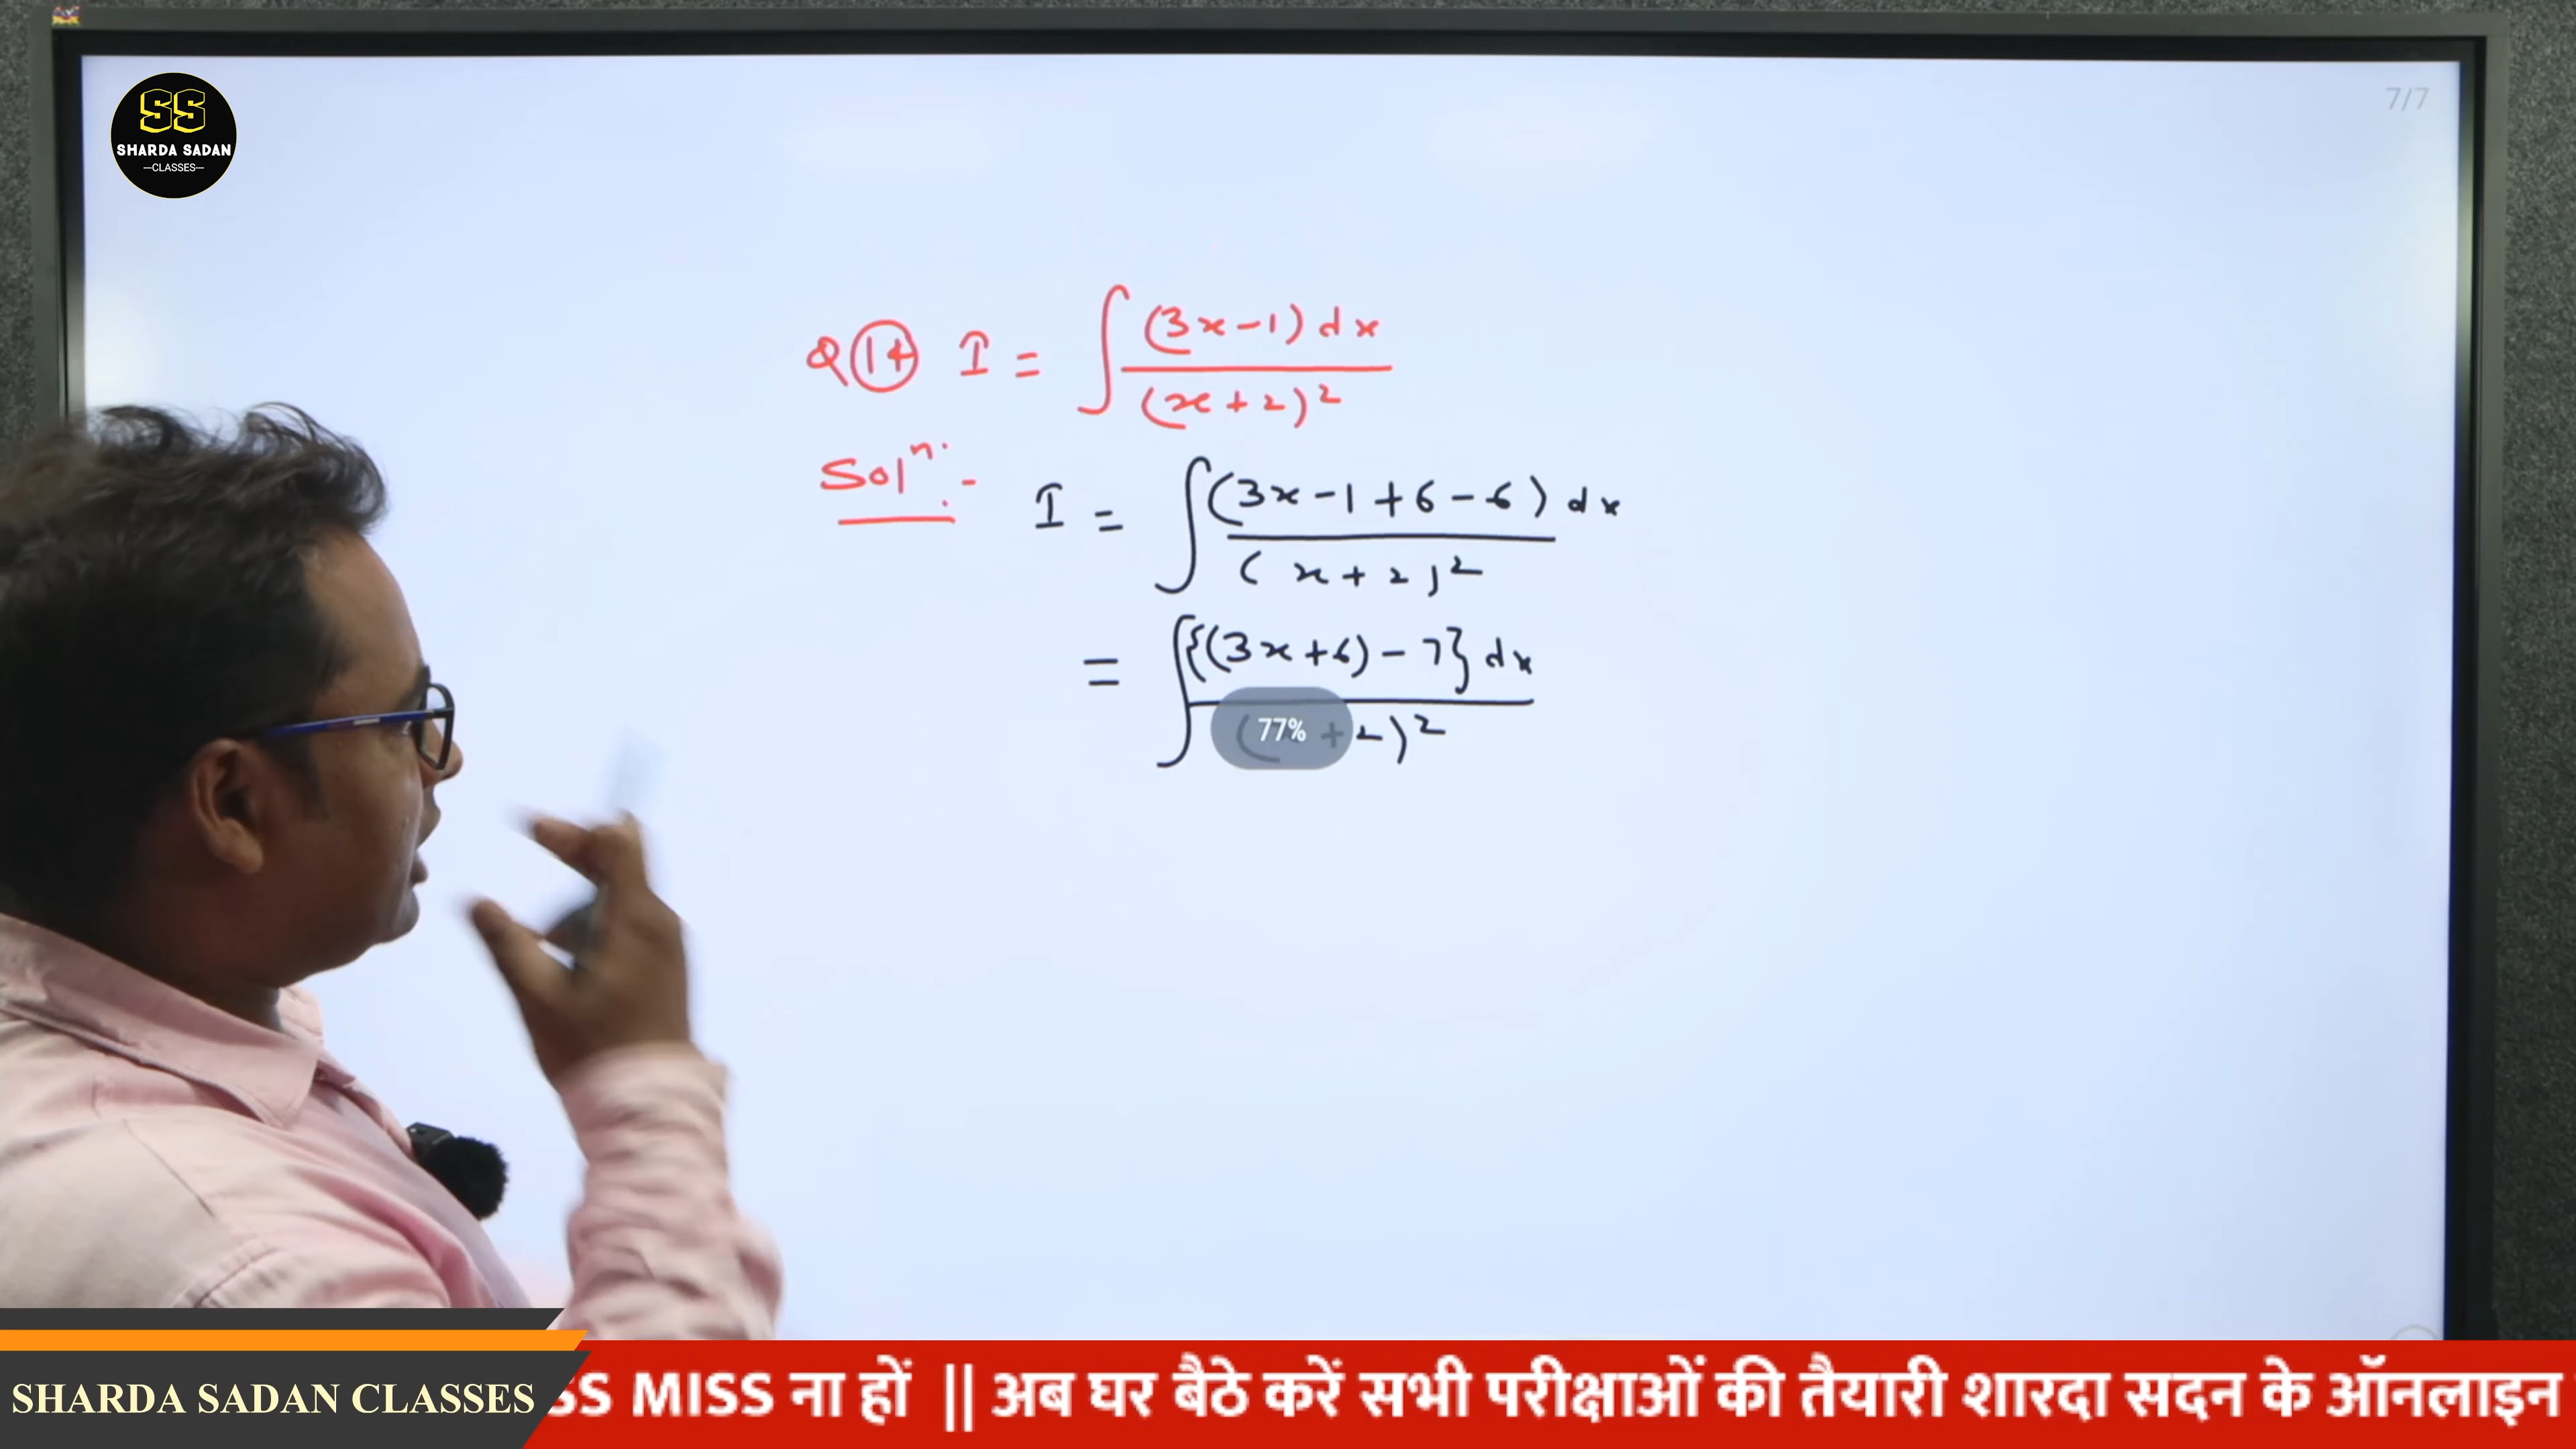 SS
SHARDA SADAN
—CLASSES—
7/7
Q 14 I = ∫ (3x-1) dx / (x+2)²
Solⁿ:-
I = ∫ (3x-1+6-6) dx / (x+2)²
= ∫ {(3x+6)-7} dx / ( +2)²
77%
SHARDA SADAN CLASSES
SS MISS ना हों || अब घर बैठे करें सभी परीक्षाओं की तैयारी शारदा सदन के ऑनलाइन